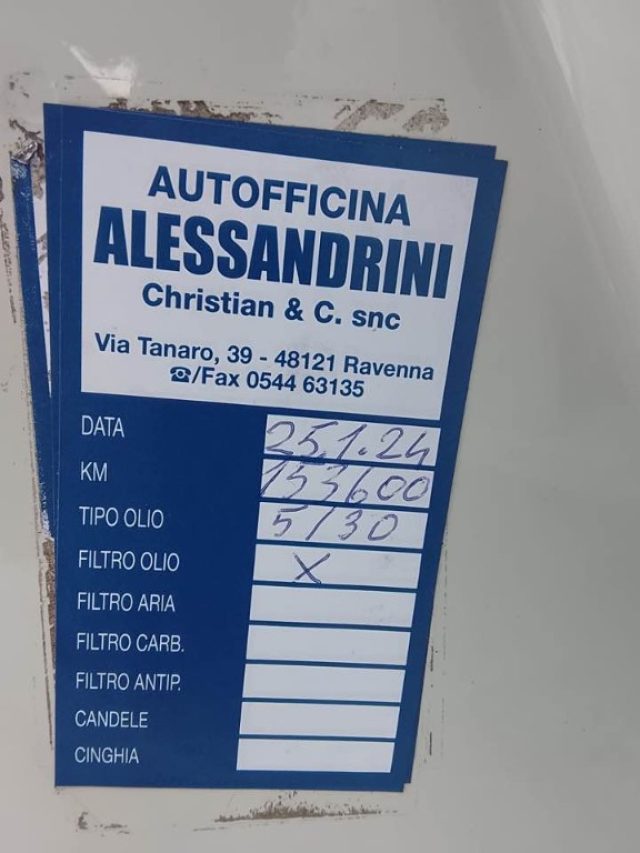 AUTOFFICINA
ALESSANDRINI
Christian & C. snc
Via Tanaro, 39 - 48121 Ravenna
☎/Fax 0544 63135
DATA 25.1.24
KM 153600
TIPO OLIO 5/30
FILTRO OLIO X
FILTRO ARIA
FILTRO CARB.
FILTRO ANTIP.
CANDELE
CINGHIA